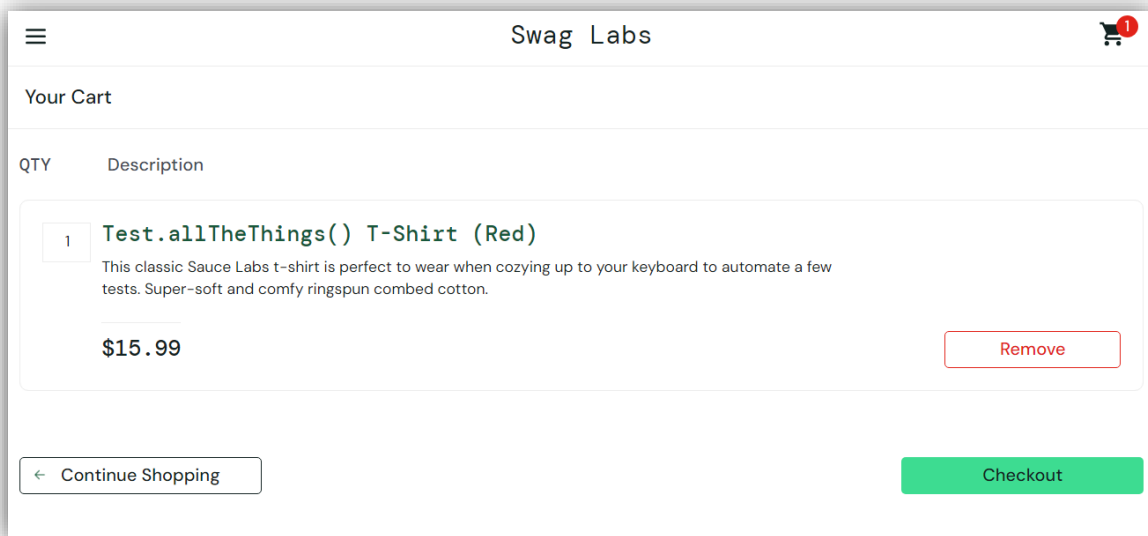 Swag Labs
1
Your Cart
QTY Description
1
Test.allTheThings() T-Shirt (Red)
This classic Sauce Labs t-shirt is perfect to wear when cozying up to your keyboard to automate a few
tests. Super-soft and comfy ringspun combed cotton.
$15.99
Remove
← Continue Shopping
Checkout